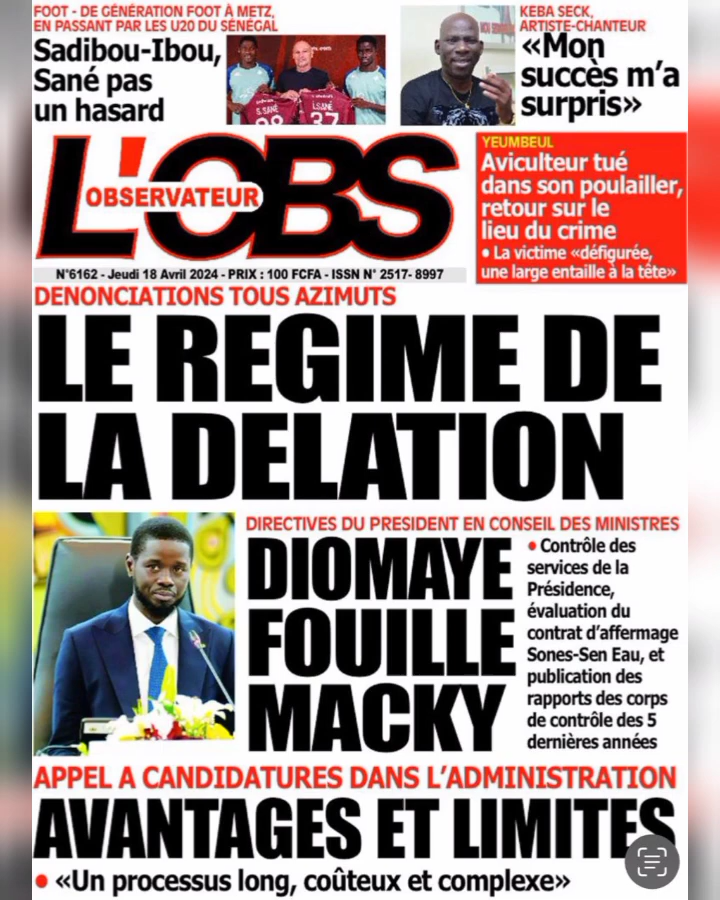 FOOT - DE GÉNÉRATION FOOT À METZ,
EN PASSANT PAR LES U20 DU SÉNÉGAL
Sadibou-Ibou,
Sané pas
un hasard
S.SANÉ
I.SANÉ
37
KEBA SECK,
ARTISTE-CHANTEUR
«Mon
succès m'a
surpris»
L'OBS
OBSERVATEUR
N°6162 - Jeudi 18 Avril 2024 - PRIX : 100 FCFA - ISSN N° 2517- 8997
YEUMBEUL
Aviculteur tué
dans son poulailler,
retour sur le
lieu du crime
• La victime «défigurée,
une large entaille à la tête»
DENONCIATIONS TOUS AZIMUTS
LE REGIME DE
LA DELATION
DIRECTIVES DU PRESIDENT EN CONSEIL DES MINISTRES
DIOMAYE
FOUILLE
MACKY
• Contrôle des
services de la
Présidence,
évaluation du
contrat d'affermage
Sones-Sen Eau, et
publication des
rapports des corps
de contrôle des 5
dernières années
APPEL A CANDIDATURES DANS L'ADMINISTRATION
AVANTAGES ET LIMITES
• «Un processus long, coûteux et complexe»